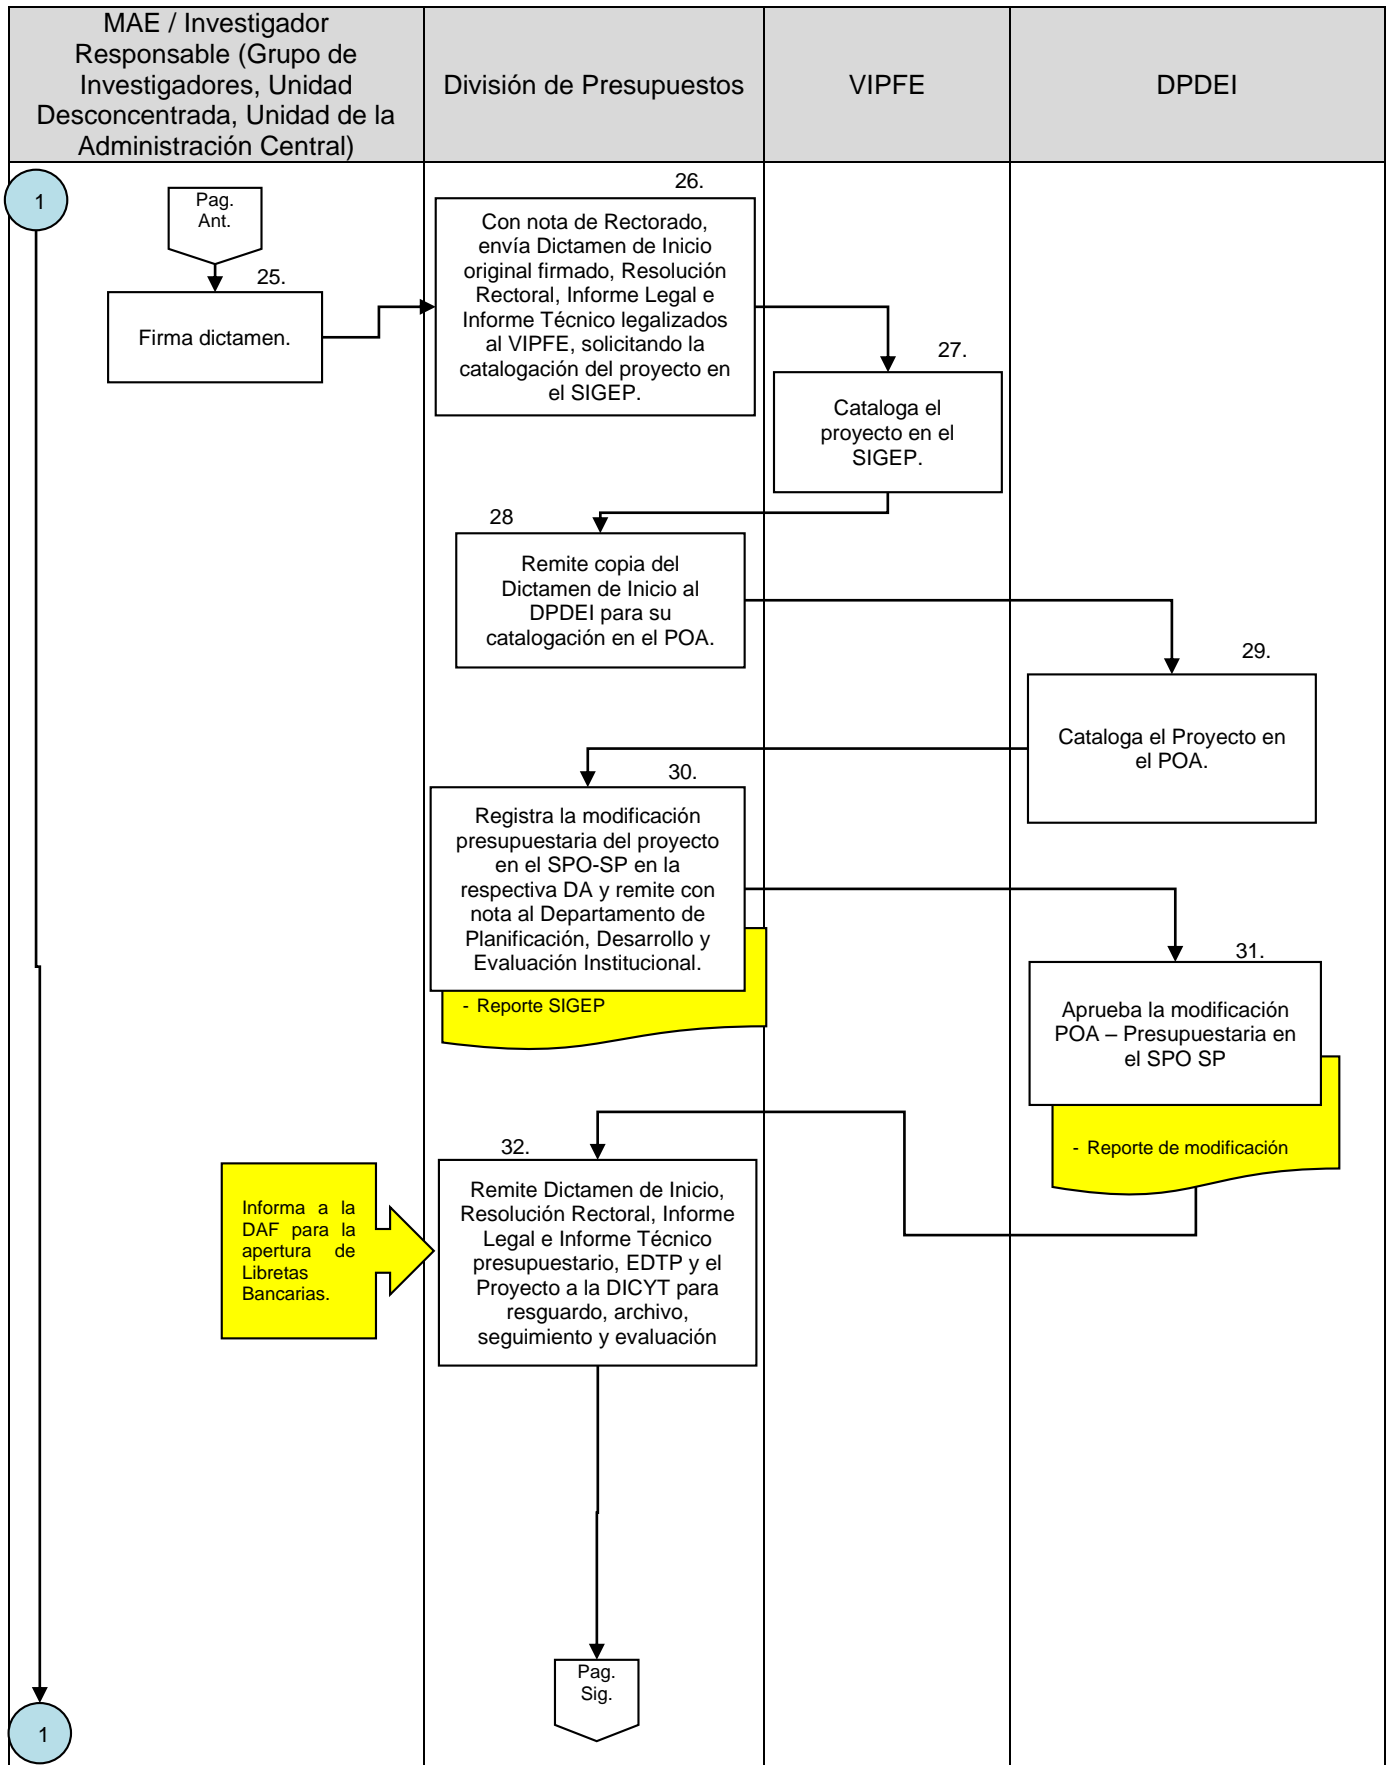 MAE / Investigador
Responsable (Grupo de
Investigadores, Unidad
Desconcentrada, Unidad de la
Administración Central)
División de Presupuestos
VIPFE
DPDEI
1
Pag.
Ant.
25.
Firma dictamen.
26.
Con nota de Rectorado,
envía Dictamen de Inicio
original firmado, Resolución
Rectoral, Informe Legal e
Informe Técnico legalizados
al VIPFE, solicitando la
catalogación del proyecto en
el SIGEP.
27.
Cataloga el
proyecto en el
SIGEP.
28
Remite copia del
Dictamen de Inicio al
DPDEI para su
catalogación en el POA.
29.
Cataloga el Proyecto en
el POA.
30.
Registra la modificación
presupuestaria del proyecto
en el SPO-SP en la
respectiva DA y remite con
nota al Departamento de
Planificación, Desarrollo y
Evaluación Institucional.
- Reporte SIGEP
31.
Aprueba la modificación
POA – Presupuestaria en
el SPO SP
- Reporte de modificación
32.
Remite Dictamen de Inicio,
Resolución Rectoral, Informe
Legal e Informe Técnico
presupuestario, EDTP y el
Proyecto a la DICYT para
resguardo, archivo,
seguimiento y evaluación
Informa a la
DAF para la
apertura de
Libretas
Bancarias.
Pag.
Sig.
1